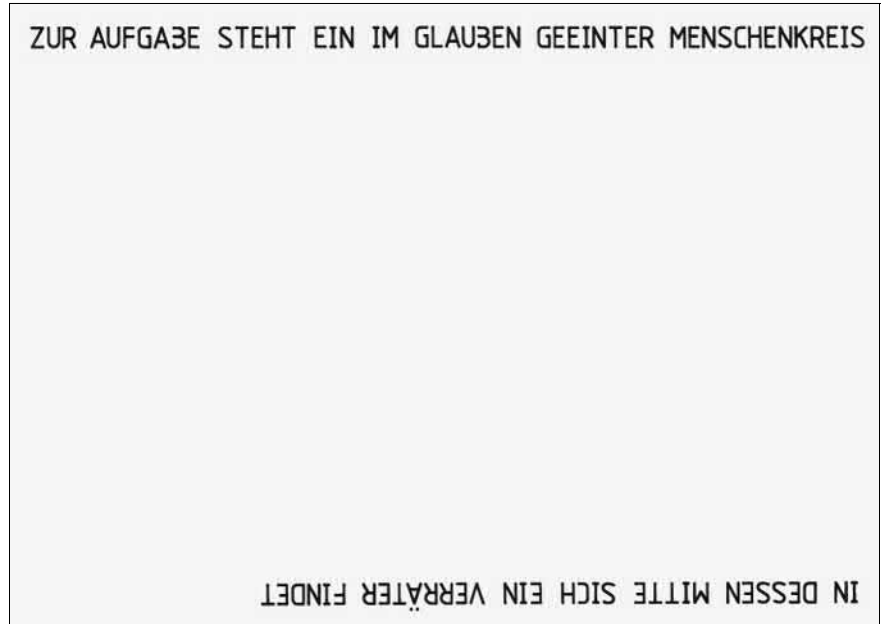 ZUR AUFGABE STEHT EIN IM GLAUBEN GEEINTER MENSCHENKREIS
IN DESSEN MITTE SICH EIN VERRÄTER FINDET